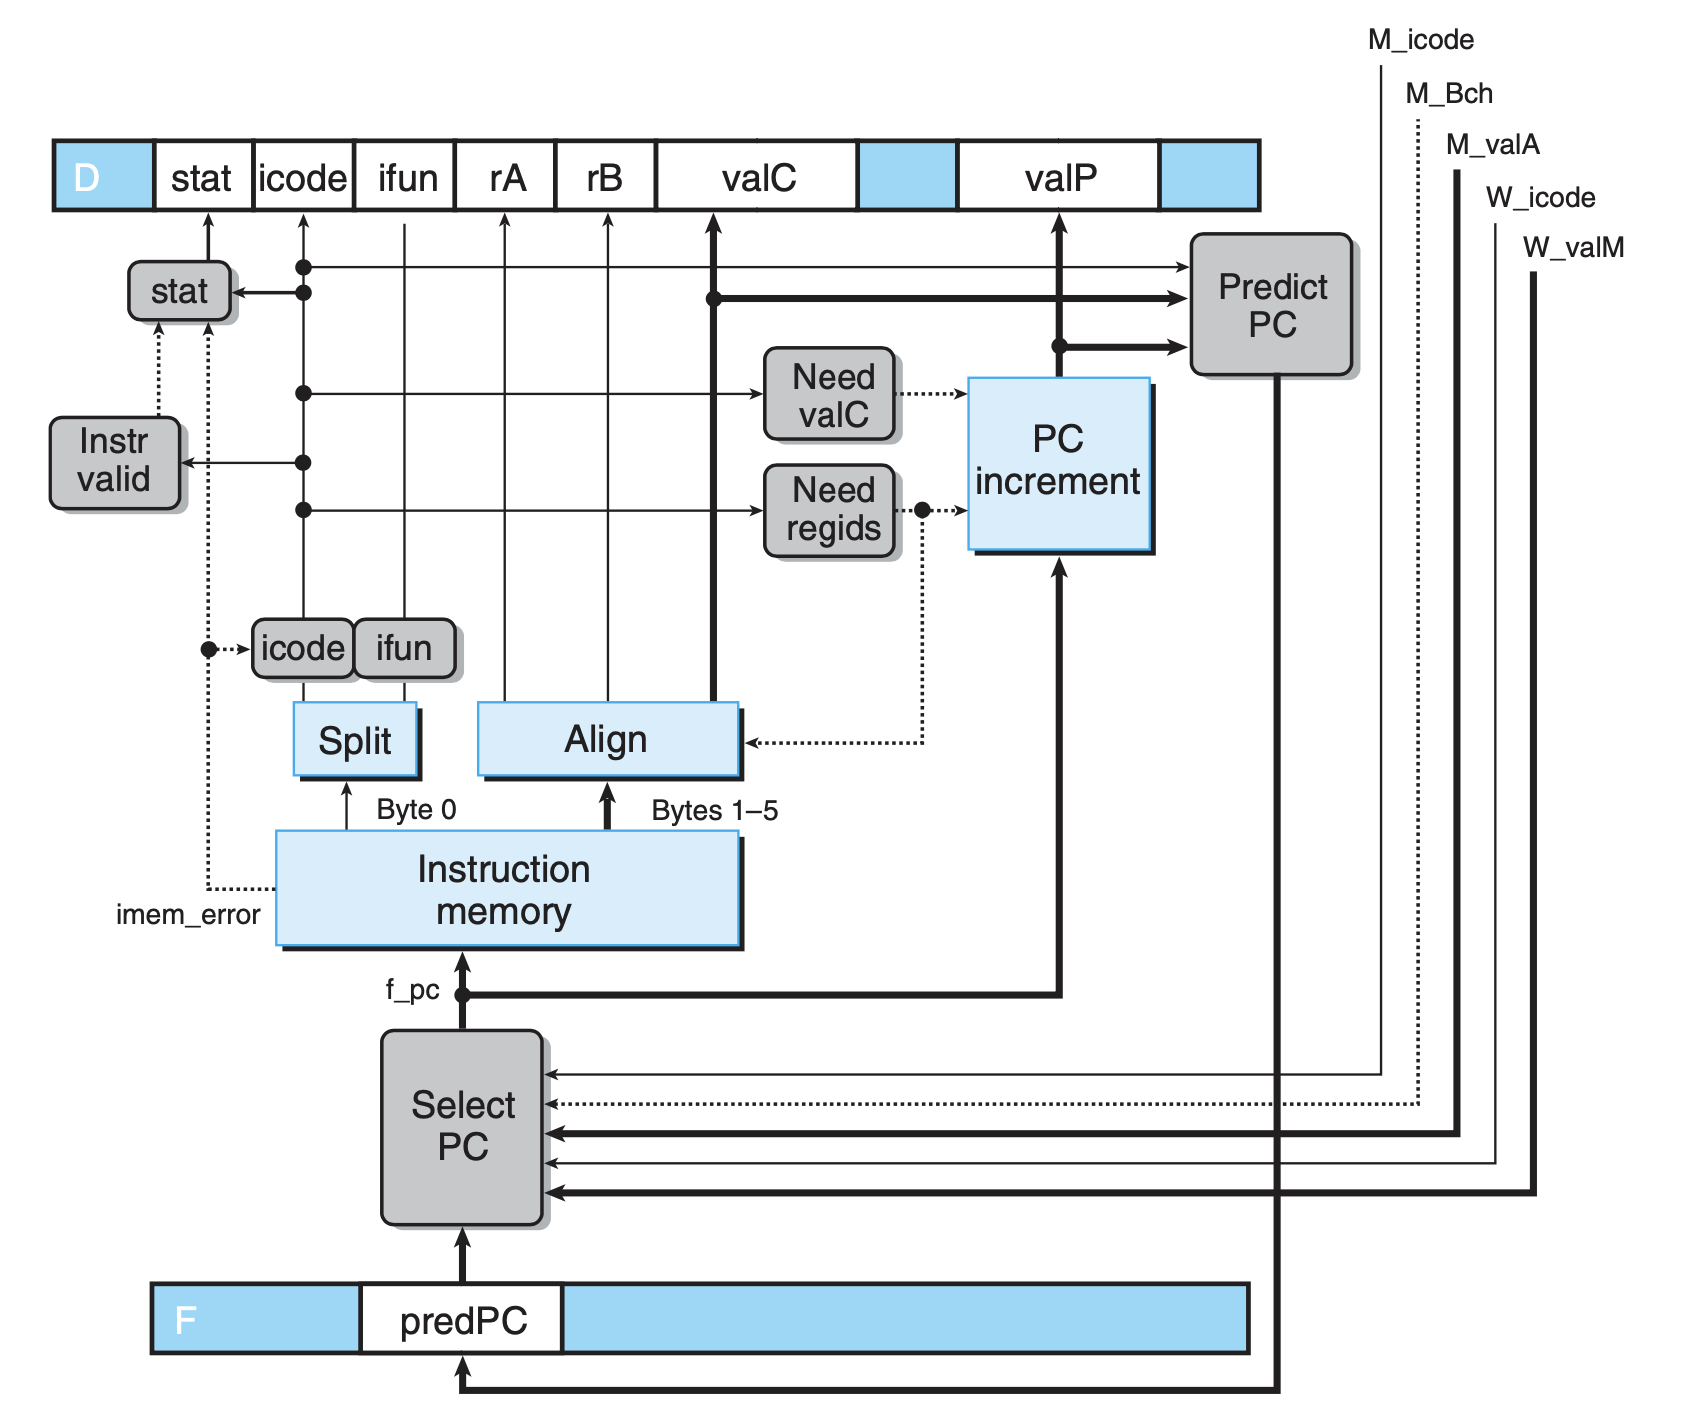 M_icode
M_Bch
M_valA
W_icode
W_valM
D stat icode ifun rA rB valC valP
stat
Predict
PC
Need
valC
Instr
valid
PC
increment
Need
regids
icode ifun
Split
Align
Byte 0
Bytes 1–5
Instruction
memory
imem_error
f_pc
Select
PC
F predPC